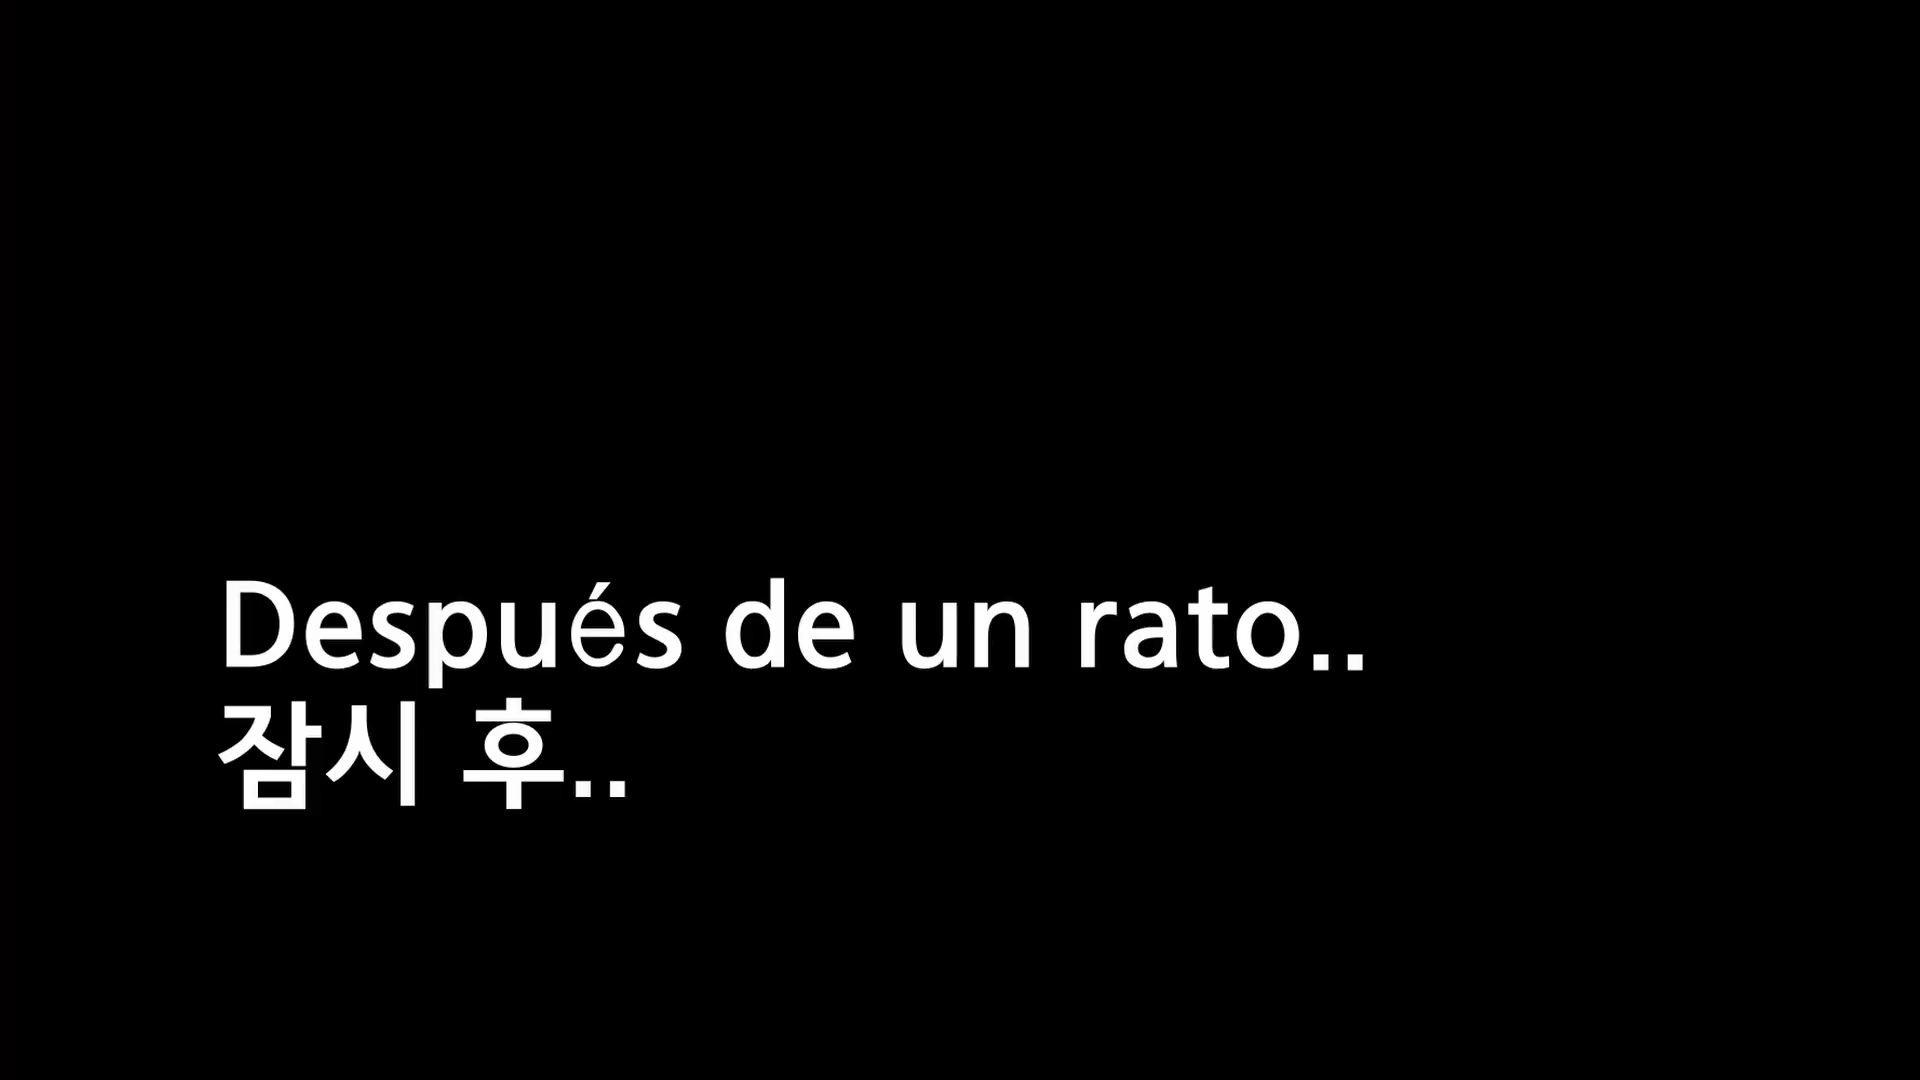 Después de un rato..
잠시 후..